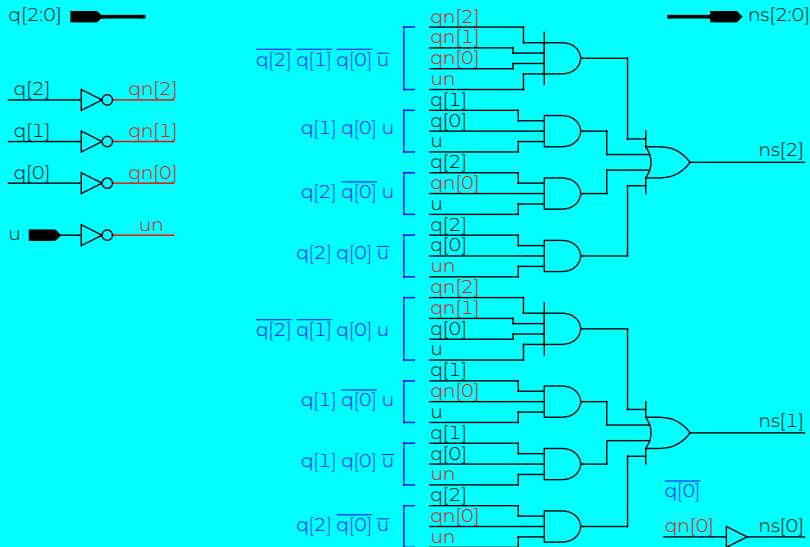 q[2:0]
ns[2:0]
q[2] qn[2]
q[1] qn[1]
q[0] qn[0]
u un
q̅[̅2̅]̅ q̅[̅1̅]̅ q̅[̅0̅]̅ u̅
qn[2]
qn[1]
qn[0]
un
q[1] q[0] u
q[1]
q[0]
u
q[2] q̅[̅0̅]̅ u
q[2]
qn[0]
u
q[2] q[0] u̅
q[2]
q[0]
un
ns[2]
q̅[̅2̅]̅ q̅[̅1̅]̅ q[0] u
qn[2]
qn[1]
q[0]
u
q[1] q̅[̅0̅]̅ u
q[1]
qn[0]
u
q[1] q[0] u̅
q[1]
q[0]
un
q[2] q̅[̅0̅]̅ u̅
q[2]
qn[0]
un
ns[1]
q̅[̅0̅]̅
qn[0] ns[0]